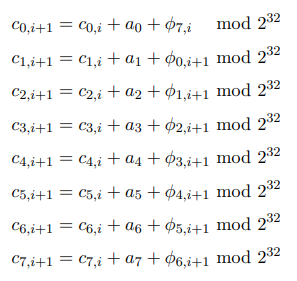 c_{0,i+1} = c_{0,i} + a_0 + ϕ_{7,i} mod 2^{32}
c_{1,i+1} = c_{1,i} + a_1 + ϕ_{0,i+1} mod 2^{32}
c_{2,i+1} = c_{2,i} + a_2 + ϕ_{1,i+1} mod 2^{32}
c_{3,i+1} = c_{3,i} + a_3 + ϕ_{2,i+1} mod 2^{32}
c_{4,i+1} = c_{4,i} + a_4 + ϕ_{3,i+1} mod 2^{32}
c_{5,i+1} = c_{5,i} + a_5 + ϕ_{4,i+1} mod 2^{32}
c_{6,i+1} = c_{6,i} + a_6 + ϕ_{5,i+1} mod 2^{32}
c_{7,i+1} = c_{7,i} + a_7 + ϕ_{6,i+1} mod 2^{32}